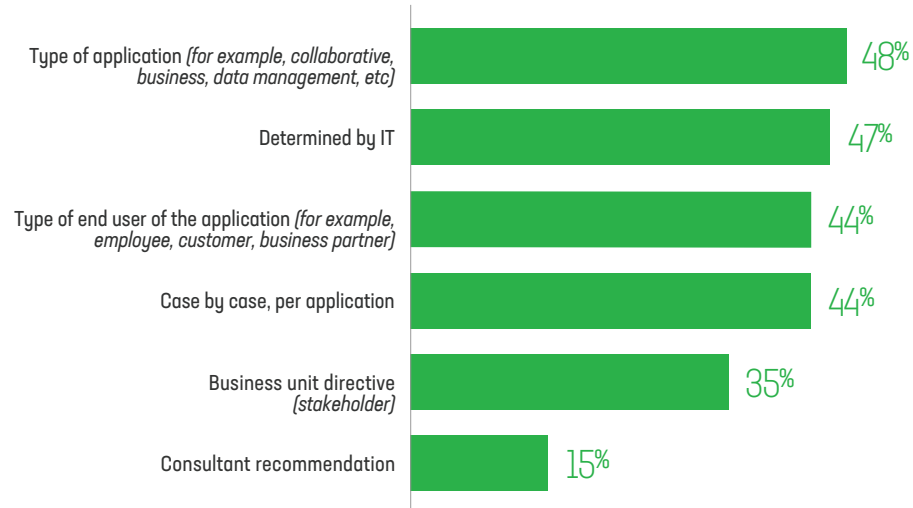 Type of application (for example, collaborative,
business, data management, etc)
48%
Determined by IT
47%
Type of end user of the application (for example,
employee, customer, business partner)
44%
Case by case, per application
44%
Business unit directive
(stakeholder)
35%
Consultant recommendation
15%